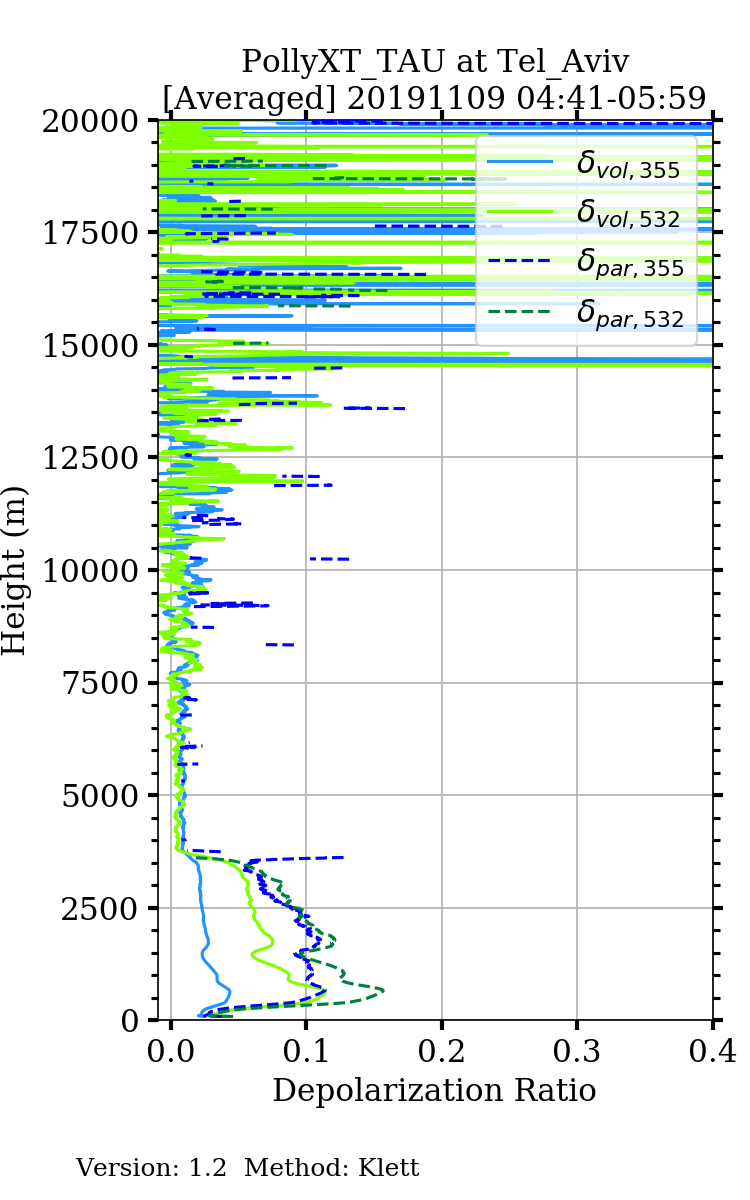 PollyXT_TAU at Tel_Aviv
[Averaged] 20191109 04:41-05:59
20000
17500
15000
12500
10000
7500
5000
2500
0
Height (m)
δvol, 355
δvol, 532
δpar, 355
δpar, 532
0.0 0.1 0.2 0.3 0.4
Depolarization Ratio
Version: 1.2 Method: Klett